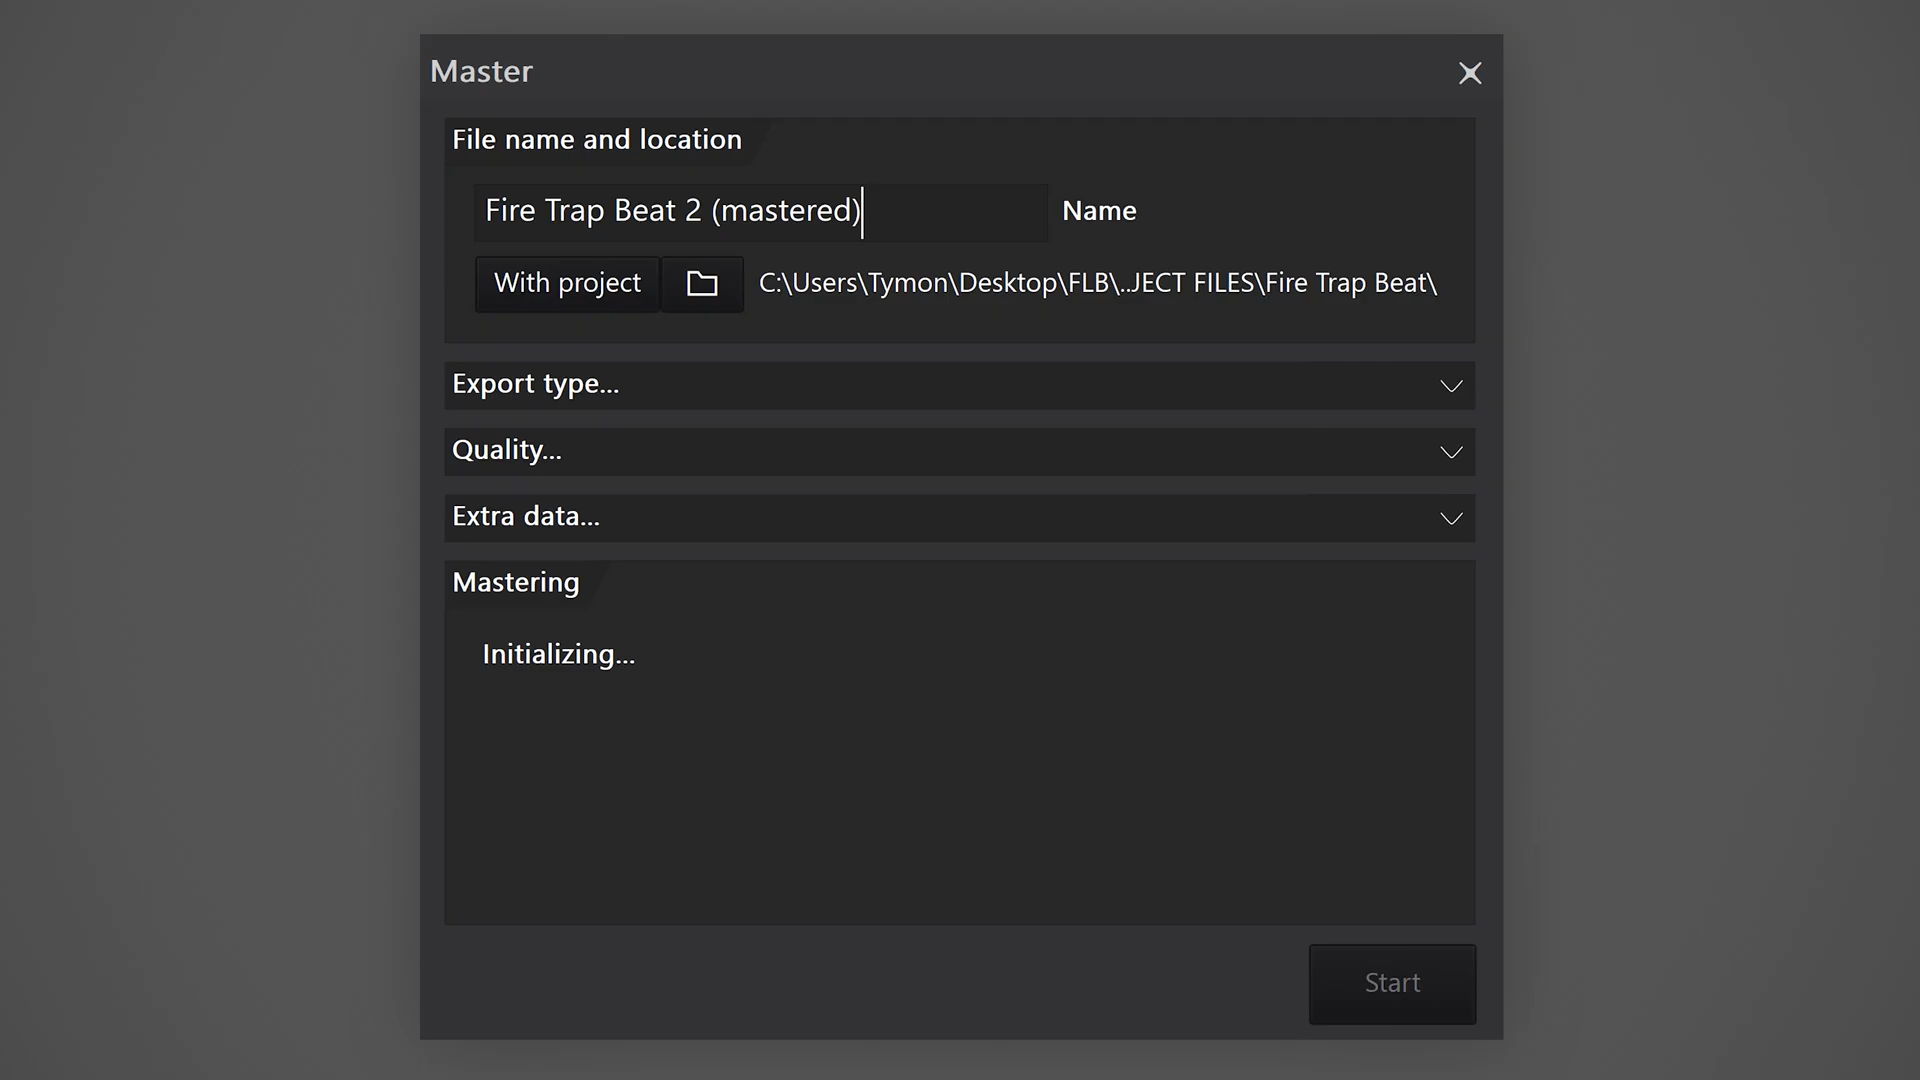 Master
File name and location
Fire Trap Beat 2 (mastered)
Name
With project
C:\Users\Tymon\Desktop\FLB\..JECT FILES\Fire Trap Beat\
Export type...
Quality...
Extra data...
Mastering
Initializing...
Start